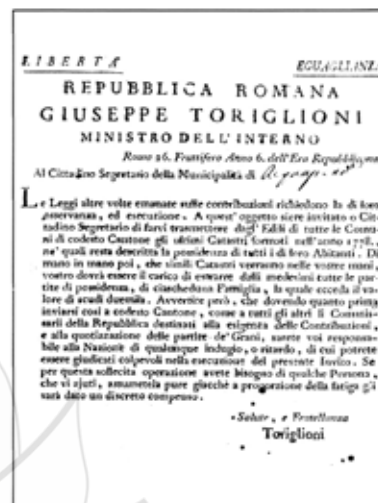 LIBERTÀ EGUAGLIANZA
REPUBBLICA ROMANA
GIUSEPPE TORIGLIONI
MINISTRO DELL' INTERNO
Roma 26. Fruttifero Anno 6. dell' Era Repubblicana
Al Cittadino Segretario della Municipalità di
Le Leggi altre volte emanate sulle contribuzioni richiedono la di loro
osservanza, ed esecuzione. A quest' oggetto siete invitato o Cit-
tadino Segretario di farvi trasmettere dagl' Edili di tutte le Comu-
ni di codesto Cantone gli ultimi Catastri formati nell' anno 1778.,
ne' quali resta descritta la possidenza di tutti i di loro Abitanti. Di
mano in mano poi, che simili Catastri verranno nelle vostre mani,
vostro dovrà essere il carico di estrarre dalli medesimi tutte le par-
tite di possidenza, di ciascheduna Famiglia, la quale ecceda il va-
lore di scudi duemila. Avvertite però, che dovendo quanto prima
inviarsi così a codesto Cantone, come a tutti gli altri li Commis-
sarii della Repubblica destinati alla esigenza delle Contribuzioni,
e alla quotizazione delle partite de' Grani, sarete voi responsa-
bile alla Nazione di qualunque indugio, o ritardo, di cui potrete
essere giudicati colpevoli nella esecuzione del presente Invito. Se
per questa sollecita operazione avete bisogno di qualche Persona,
che vi ajuti, assumetela pure giacchè a proporzione della fatiga gli
sarà dato un discreto compenso.
Salute, e Fratellanza
Toriglioni